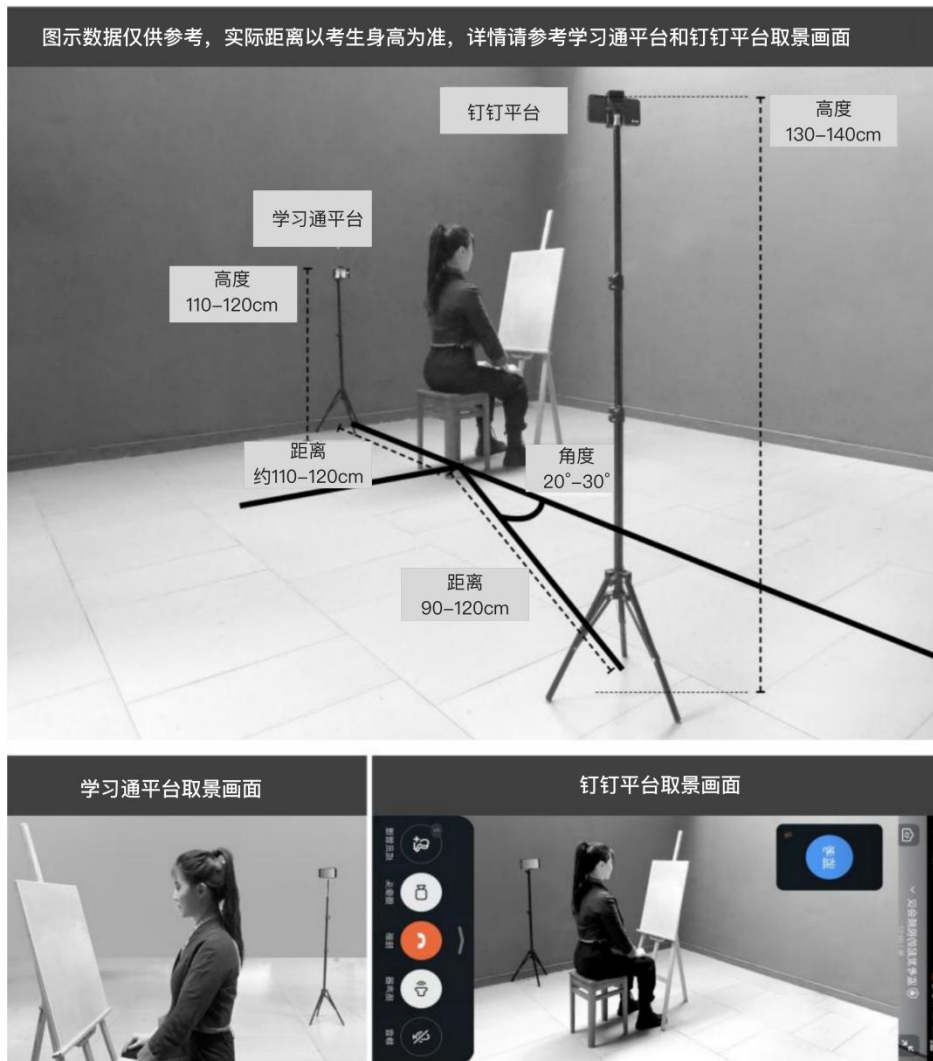 图示数据仅供参考，实际距离以考生身高为准，详情请参考学习通平台和钉钉平台取景画面
钉钉平台
高度
130-140cm
学习通平台
高度
110-120cm
距离
约110-120cm
角度
20°-30°
距离
90-120cm
学习通平台取景画面
钉钉平台取景画面